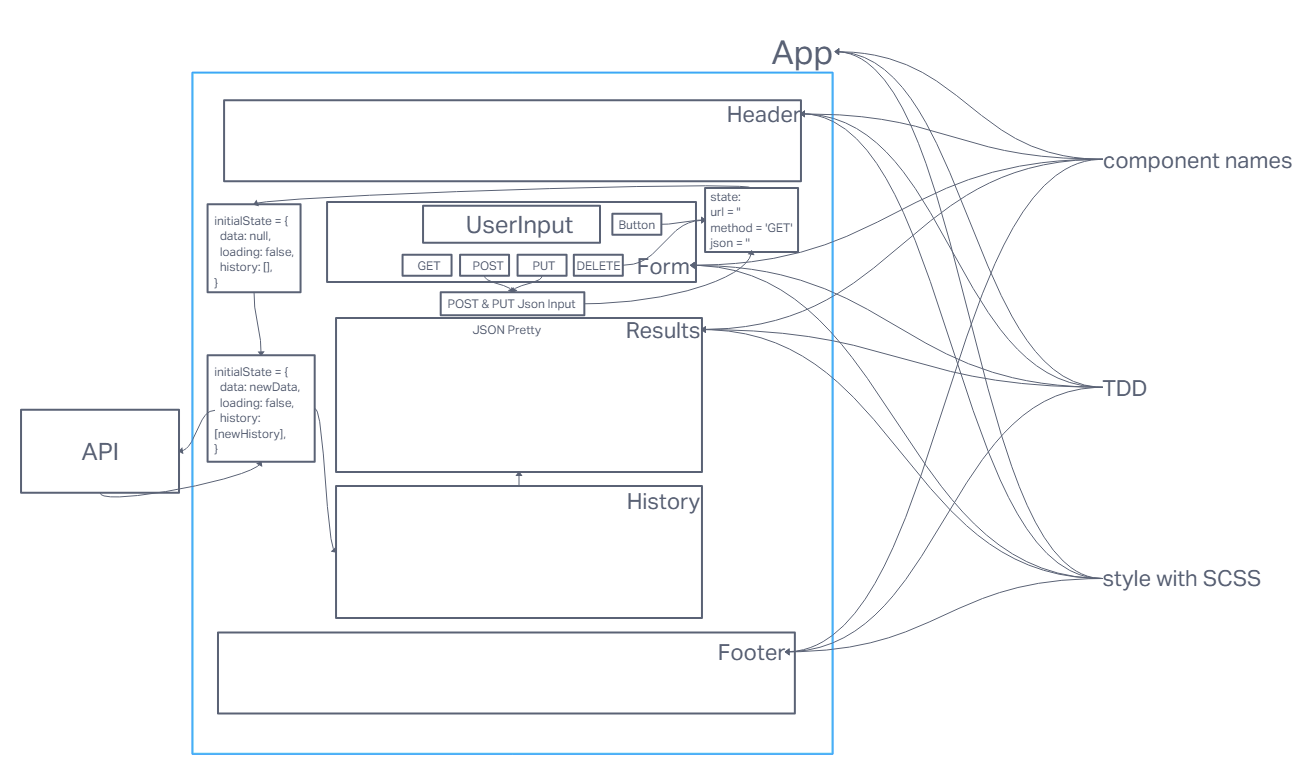 App
Header
component names
state:
url = "
method = 'GET'
json = "
initialState = {
data: null,
loading: false,
history: [],
}
UserInput
Button
GET
POST
PUT
DELETE
Form
POST & PUT Json Input
JSON Pretty
Results
initialState = {
data: newData,
loading: false,
history:
[newHistory],
}
TDD
API
History
style with SCSS
Footer